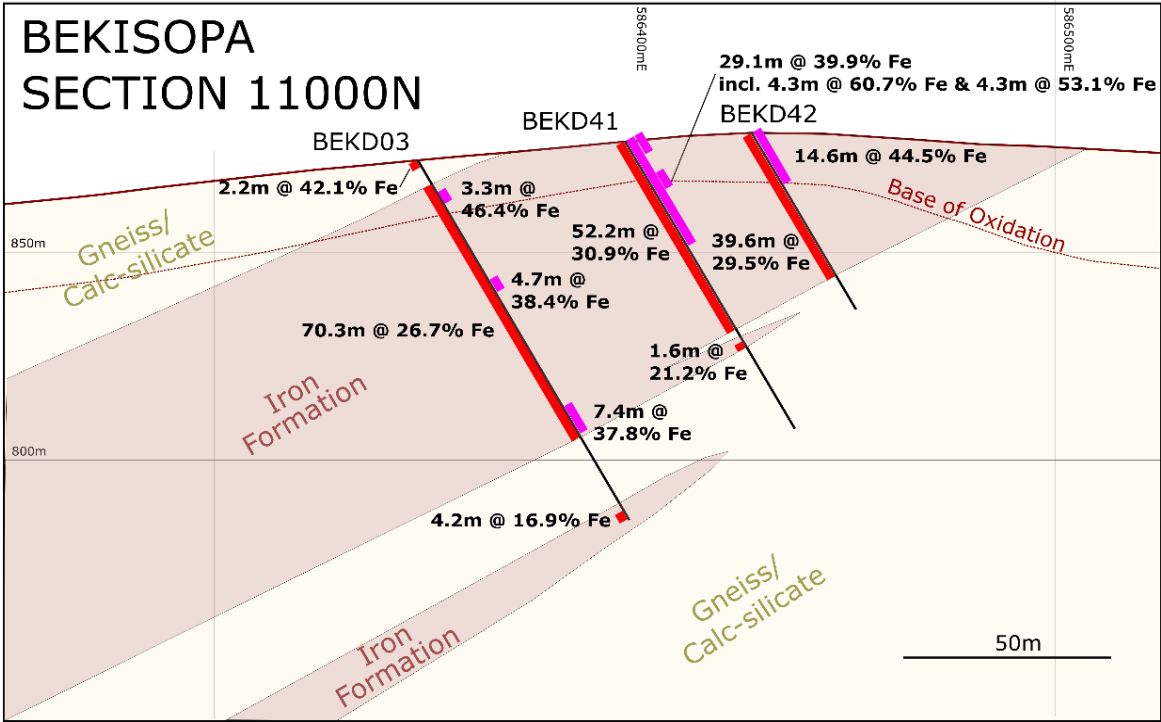 BEKISOPA
SECTION 11000N
586400mE
586500mE
29.1m @ 39.9% Fe
incl. 4.3m @ 60.7% Fe & 4.3m @ 53.1% Fe
BEKD03
BEKD41
BEKD42
14.6m @ 44.5% Fe
2.2m @ 42.1% Fe
3.3m @
46.4% Fe
Base of Oxidation
Gneiss/
Calc-silicate
850m
52.2m @
30.9% Fe
39.6m @
29.5% Fe
4.7m @
38.4% Fe
70.3m @ 26.7% Fe
1.6m @
21.2% Fe
Iron
Formation
7.4m @
37.8% Fe
800m
4.2m @ 16.9% Fe
Gneiss/
Calc-silicate
Iron
Formation
50m